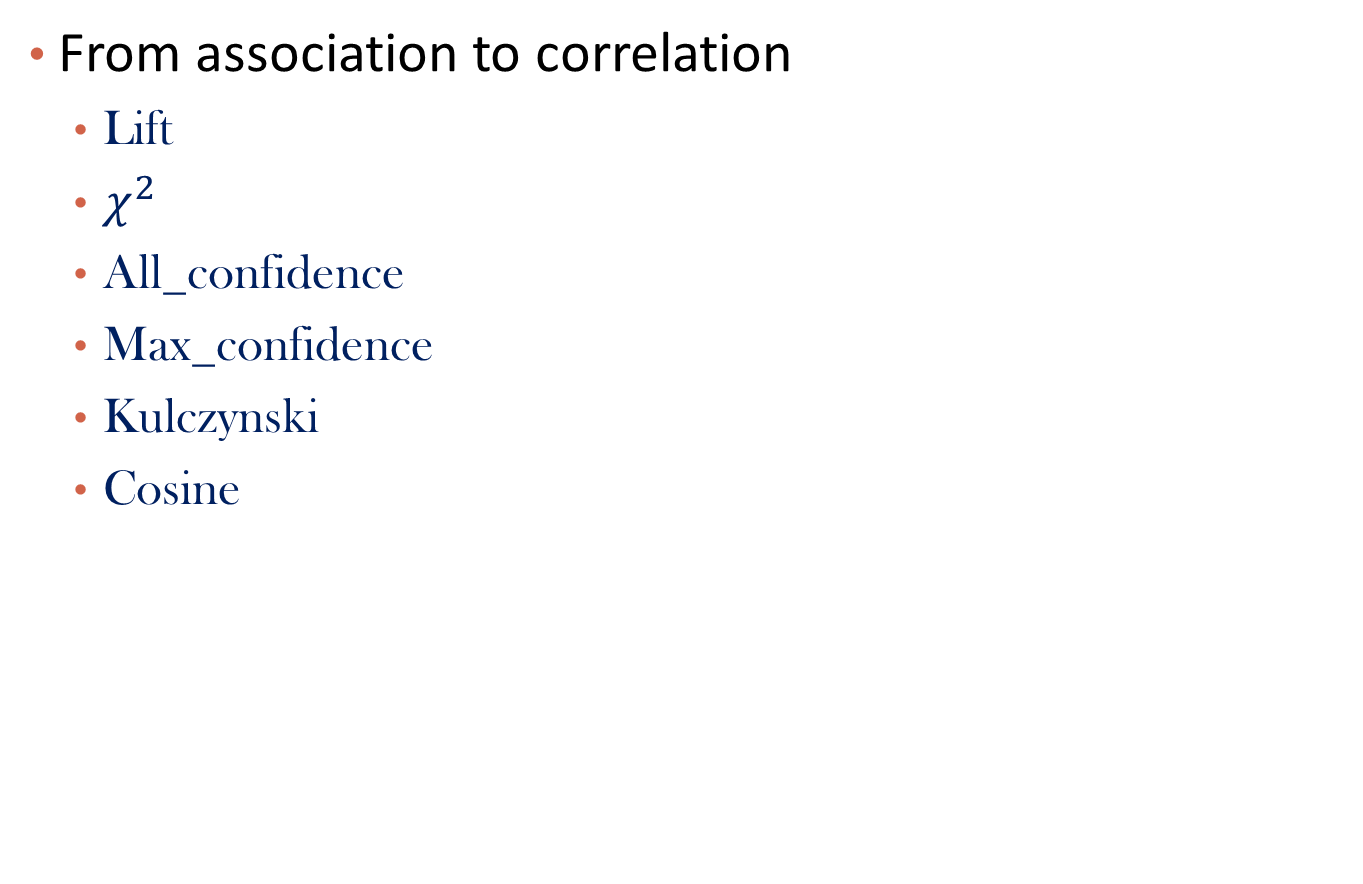 • From association to correlation
• Lift
• 𝜒²
• All_confidence
• Max_confidence
• Kulczynski
• Cosine